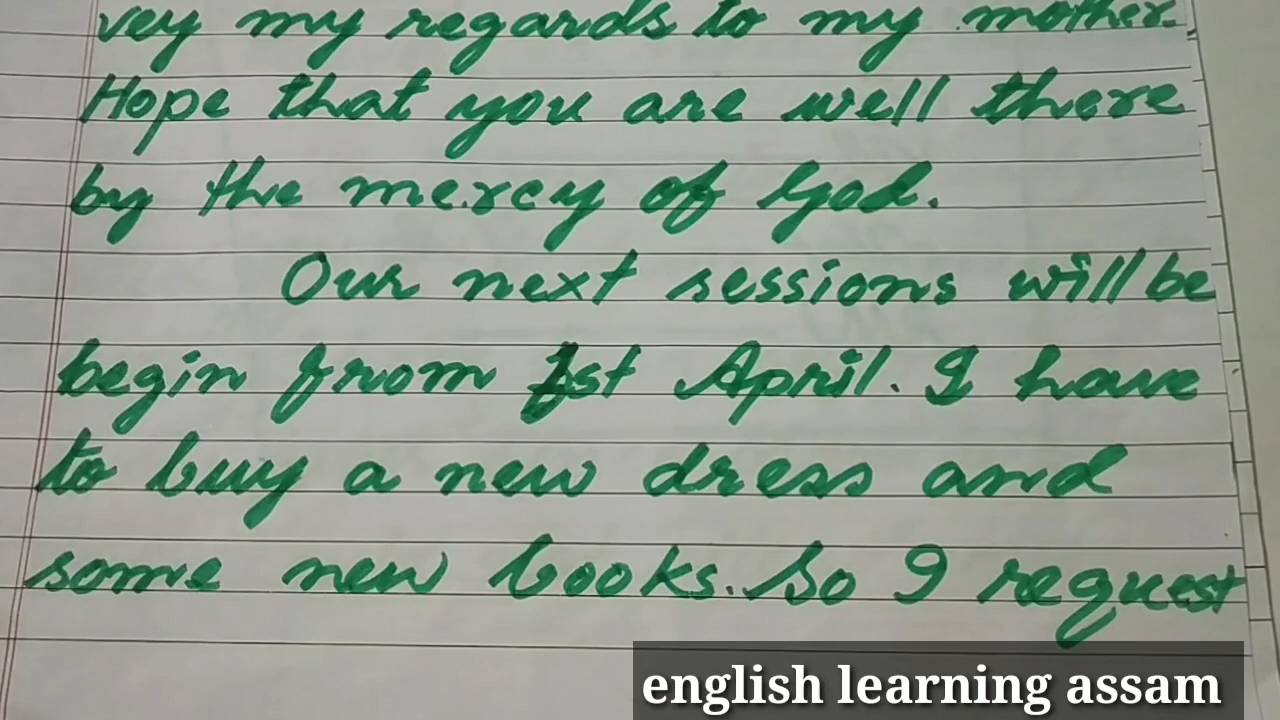 vey my regards to my mother.
Hope that you are well there
by the mercy of God.
Our next sessions will be
begin from 1st April. I have
to buy a new dress and
some new books. So I request
english learning assam